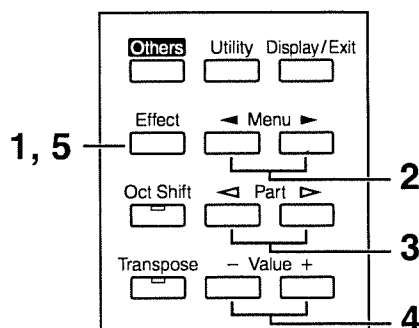 Others Utility Display/Exit
Effect ◄ Menu ►
1, 5
2
Oct Shift ◁ Part ▷
3
Transpose − Value +
4